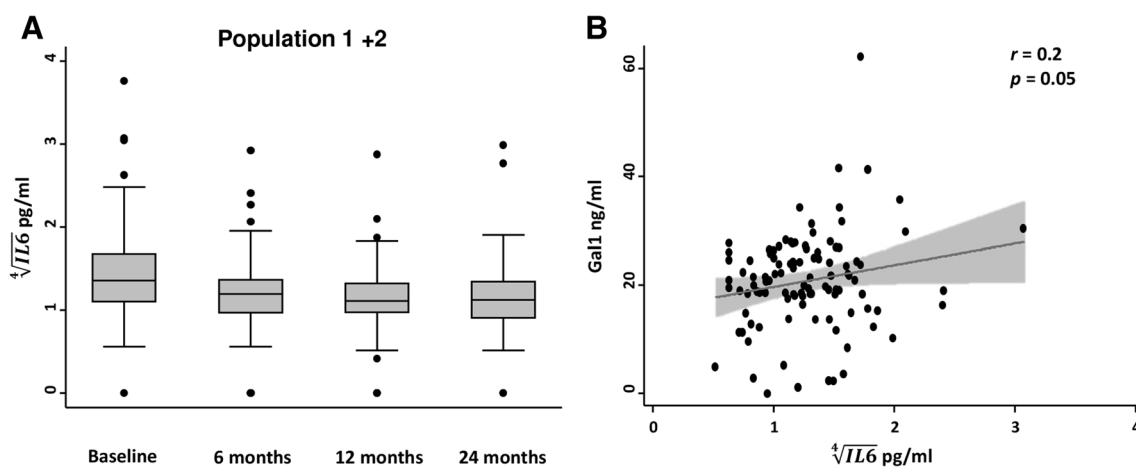 A
Population 1 +2
4
3
2
1
0
∜IL6 pg/ml
Baseline 6 months 12 months 24 months
B
r = 0.2
p = 0.05
60
40
20
0
Gal1 ng/ml
0 1 2 3 4
∜IL6 pg/ml